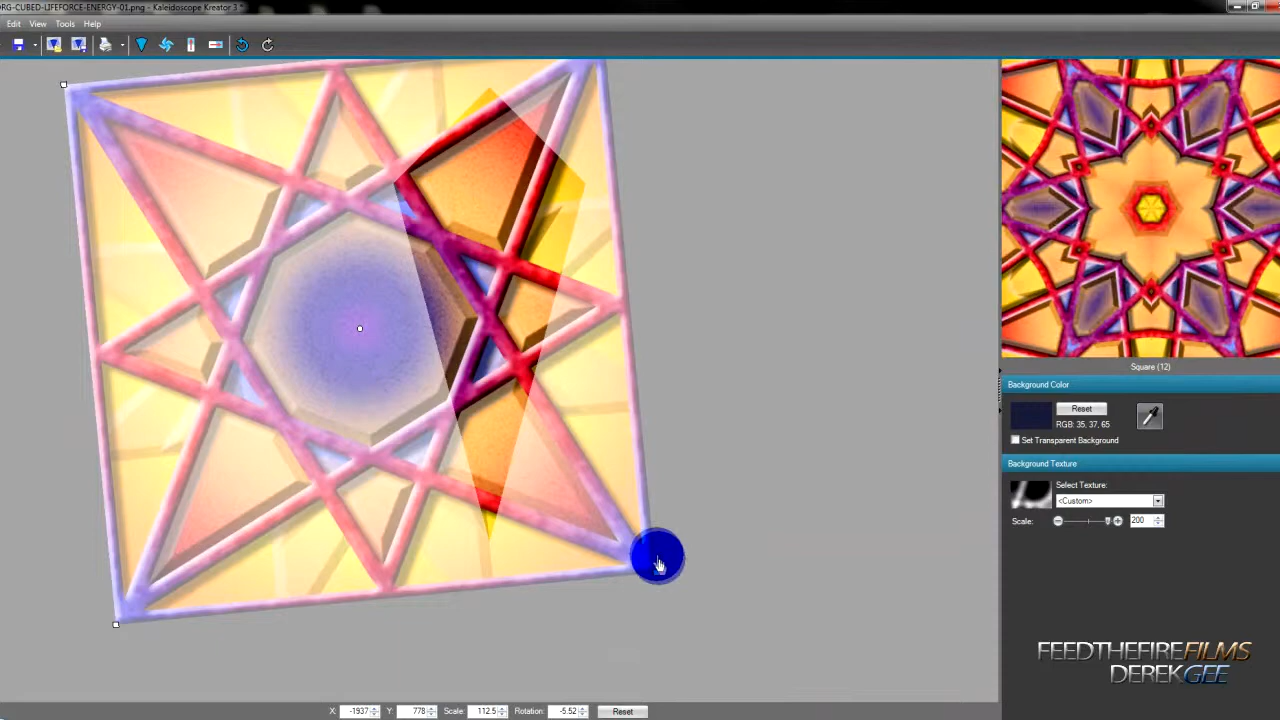 RG-CUBED-LIFEFORCE-ENERGY-01.png - Kaleidoscope Kreator 3 *
Edit View Tools Help
Square (12)
Background Color
Reset
RGB: 35, 37, 65
Set Transparent Background
Background Texture
Select Texture:
<Custom>
Scale: 200
FEEDTHEFIREFILMS
DEREKGEE
X: -1937 Y: 778 Scale: 112.5 Rotation: -5.52 Reset